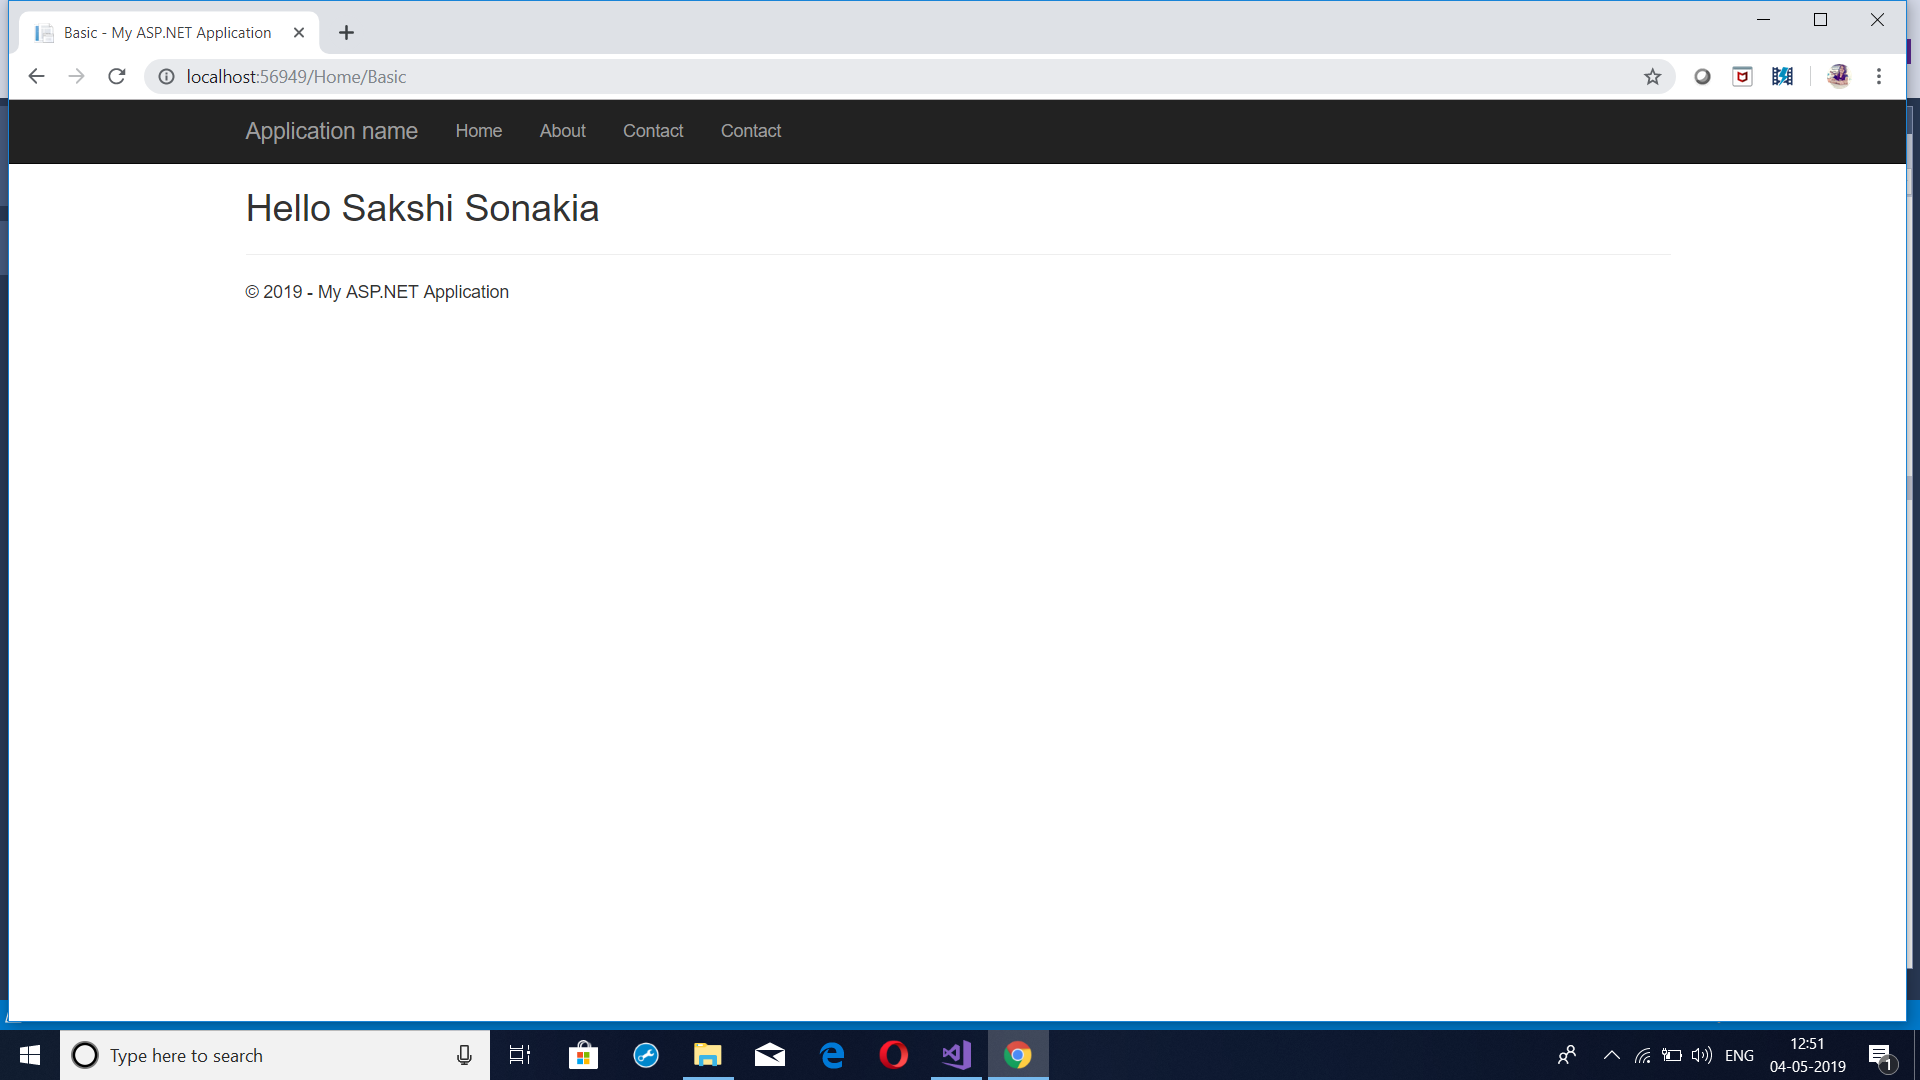 Basic - My ASP.NET Application
localhost:56949/Home/Basic
Application name Home About Contact Contact
Hello Sakshi Sonakia
© 2019 - My ASP.NET Application
Type here to search
ENG
12:51
04-05-2019
1